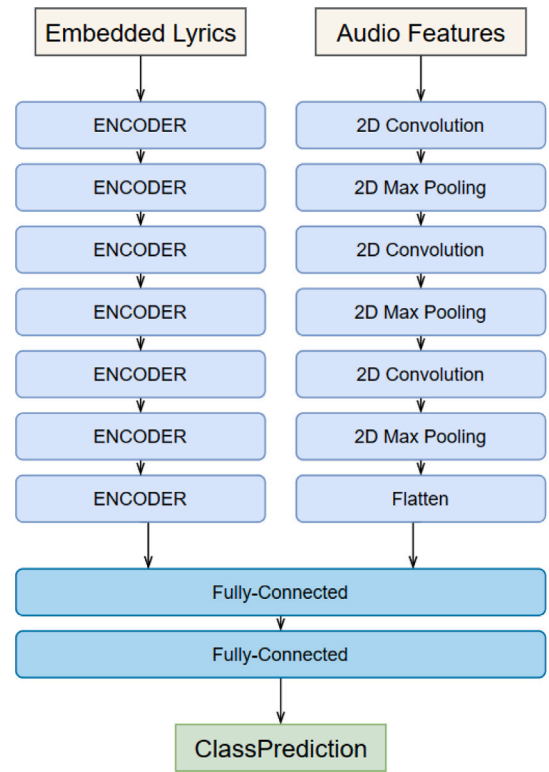 Embedded Lyrics
Audio Features
ENCODER
2D Convolution
ENCODER
2D Max Pooling
ENCODER
2D Convolution
ENCODER
2D Max Pooling
ENCODER
2D Convolution
ENCODER
2D Max Pooling
ENCODER
Flatten
Fully-Connected
Fully-Connected
ClassPrediction